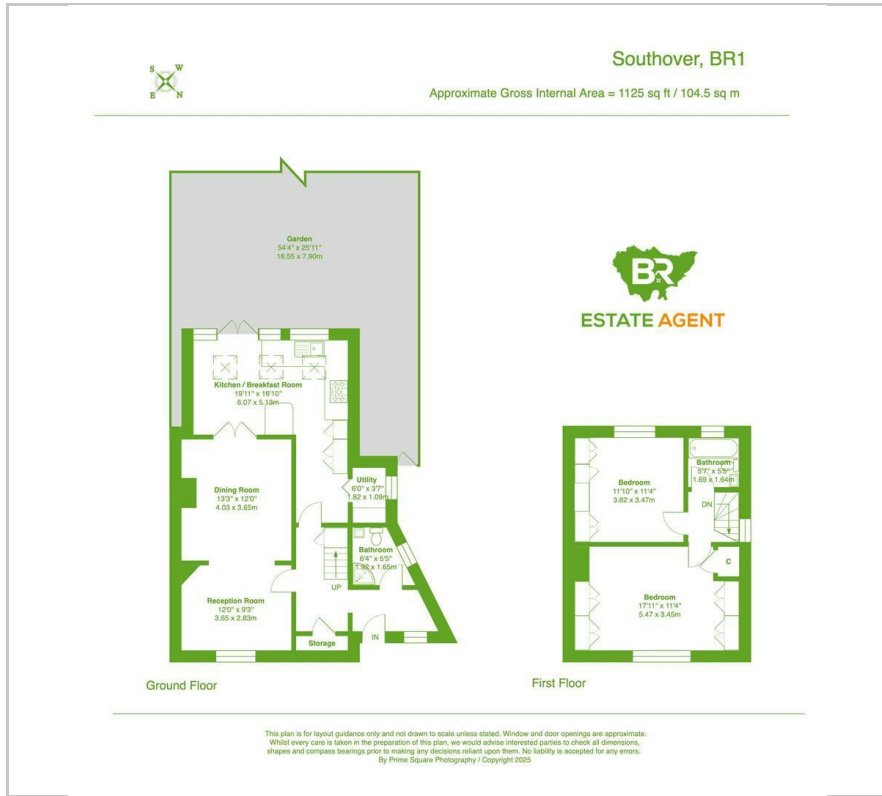 Southover, BR1
Approximate Gross Internal Area = 1125 sq ft / 104.5 sq m
S W
E N
Garden
54'4" x 25'11"
16.55 x 7.90m
BR
ESTATE AGENT
Kitchen / Breakfast Room
19'11" x 16'10"
6.07 x 5.13m
Utility
6'0" x 3'7"
1.82 x 1.09m
Dining Room
13'3" x 12'0"
4.03 x 3.65m
Bathroom
6'4" x 5'5"
1.92 x 1.65m
UP
Reception Room
12'0" x 9'3"
3.65 x 2.83m
IN
Storage
Ground Floor
Bathroom
5'7" x 5'5"
1.69 x 1.64m
Bedroom
11'10" x 11'4"
3.62 x 3.47m
DN
C
Bedroom
17'11" x 11'4"
5.47 x 3.45m
First Floor
This plan is for layout guidance only and not drawn to scale unless stated. Window and door openings are approximate.
Whilst every care is taken in the preparation of this plan, we would advise interested parties to check all dimensions,
shapes and compass bearings prior to making any decisions reliant upon them. No liability is accepted for any errors.
By Prime Square Photography / Copyright 2025